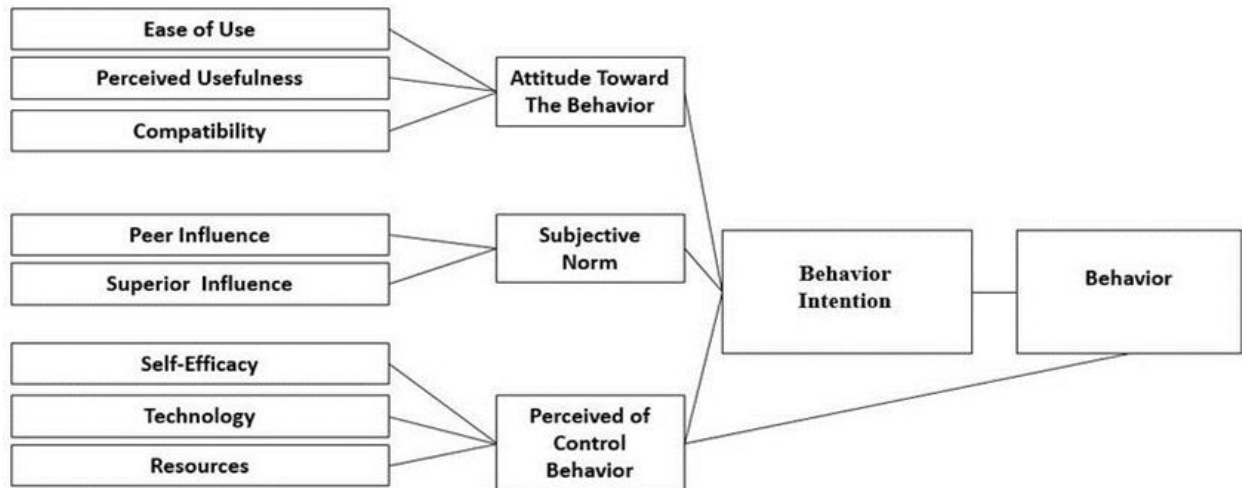 Ease of Use
Perceived Usefulness
Compatibility
Attitude Toward
The Behavior
Peer Influence
Superior  Influence
Subjective
Norm
Self-Efficacy
Technology
Resources
Perceived of
Control
Behavior
Behavior
Intention
Behavior